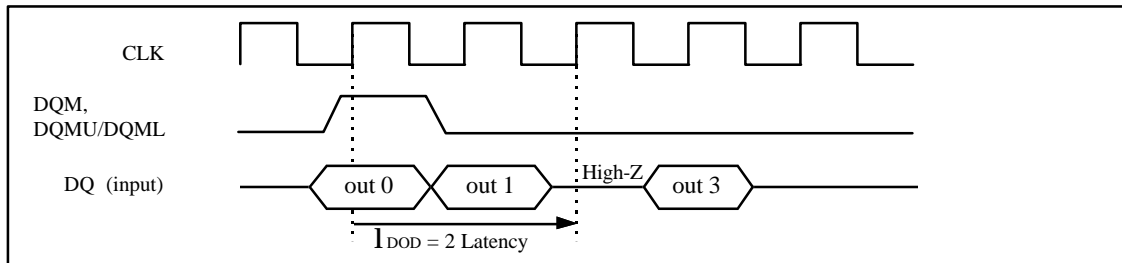 CLK
DQM,
DQMU/DQML
DQ (input)
out 0
out 1
High-Z
out 3
lDOD = 2 Latency